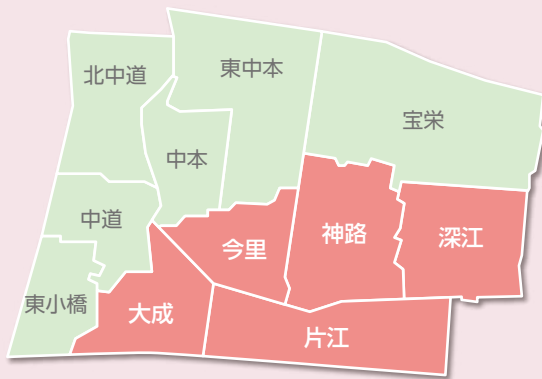 北中道
東中本
宝栄
中本
中道
今里
神路
深江
東小橋
大成
片江